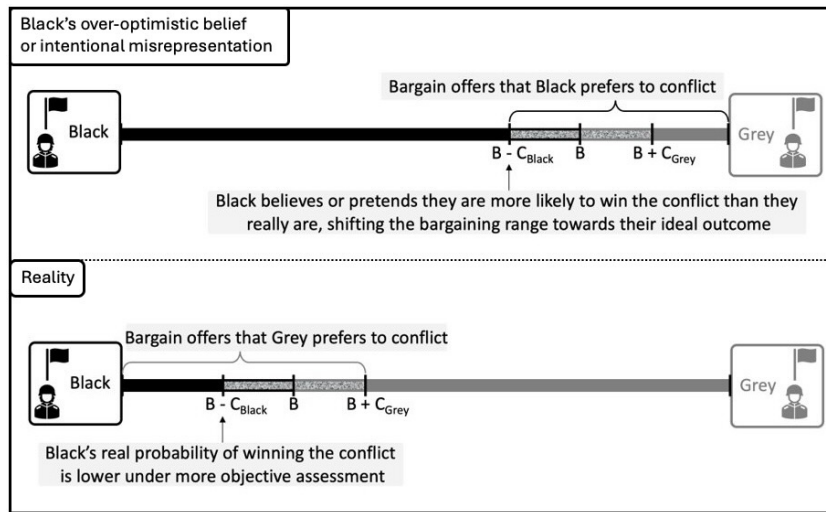 Black's over-optimistic belief
or intentional misrepresentation
Bargain offers that Black prefers to conflict
Black
Grey
B - C_Black
B
B + C_Grey
Black believes or pretends they are more likely to win the conflict than they
really are, shifting the bargaining range towards their ideal outcome
Reality
Bargain offers that Grey prefers to conflict
Black
Grey
B - C_Black
B
B + C_Grey
Black's real probability of winning the conflict
is lower under more objective assessment